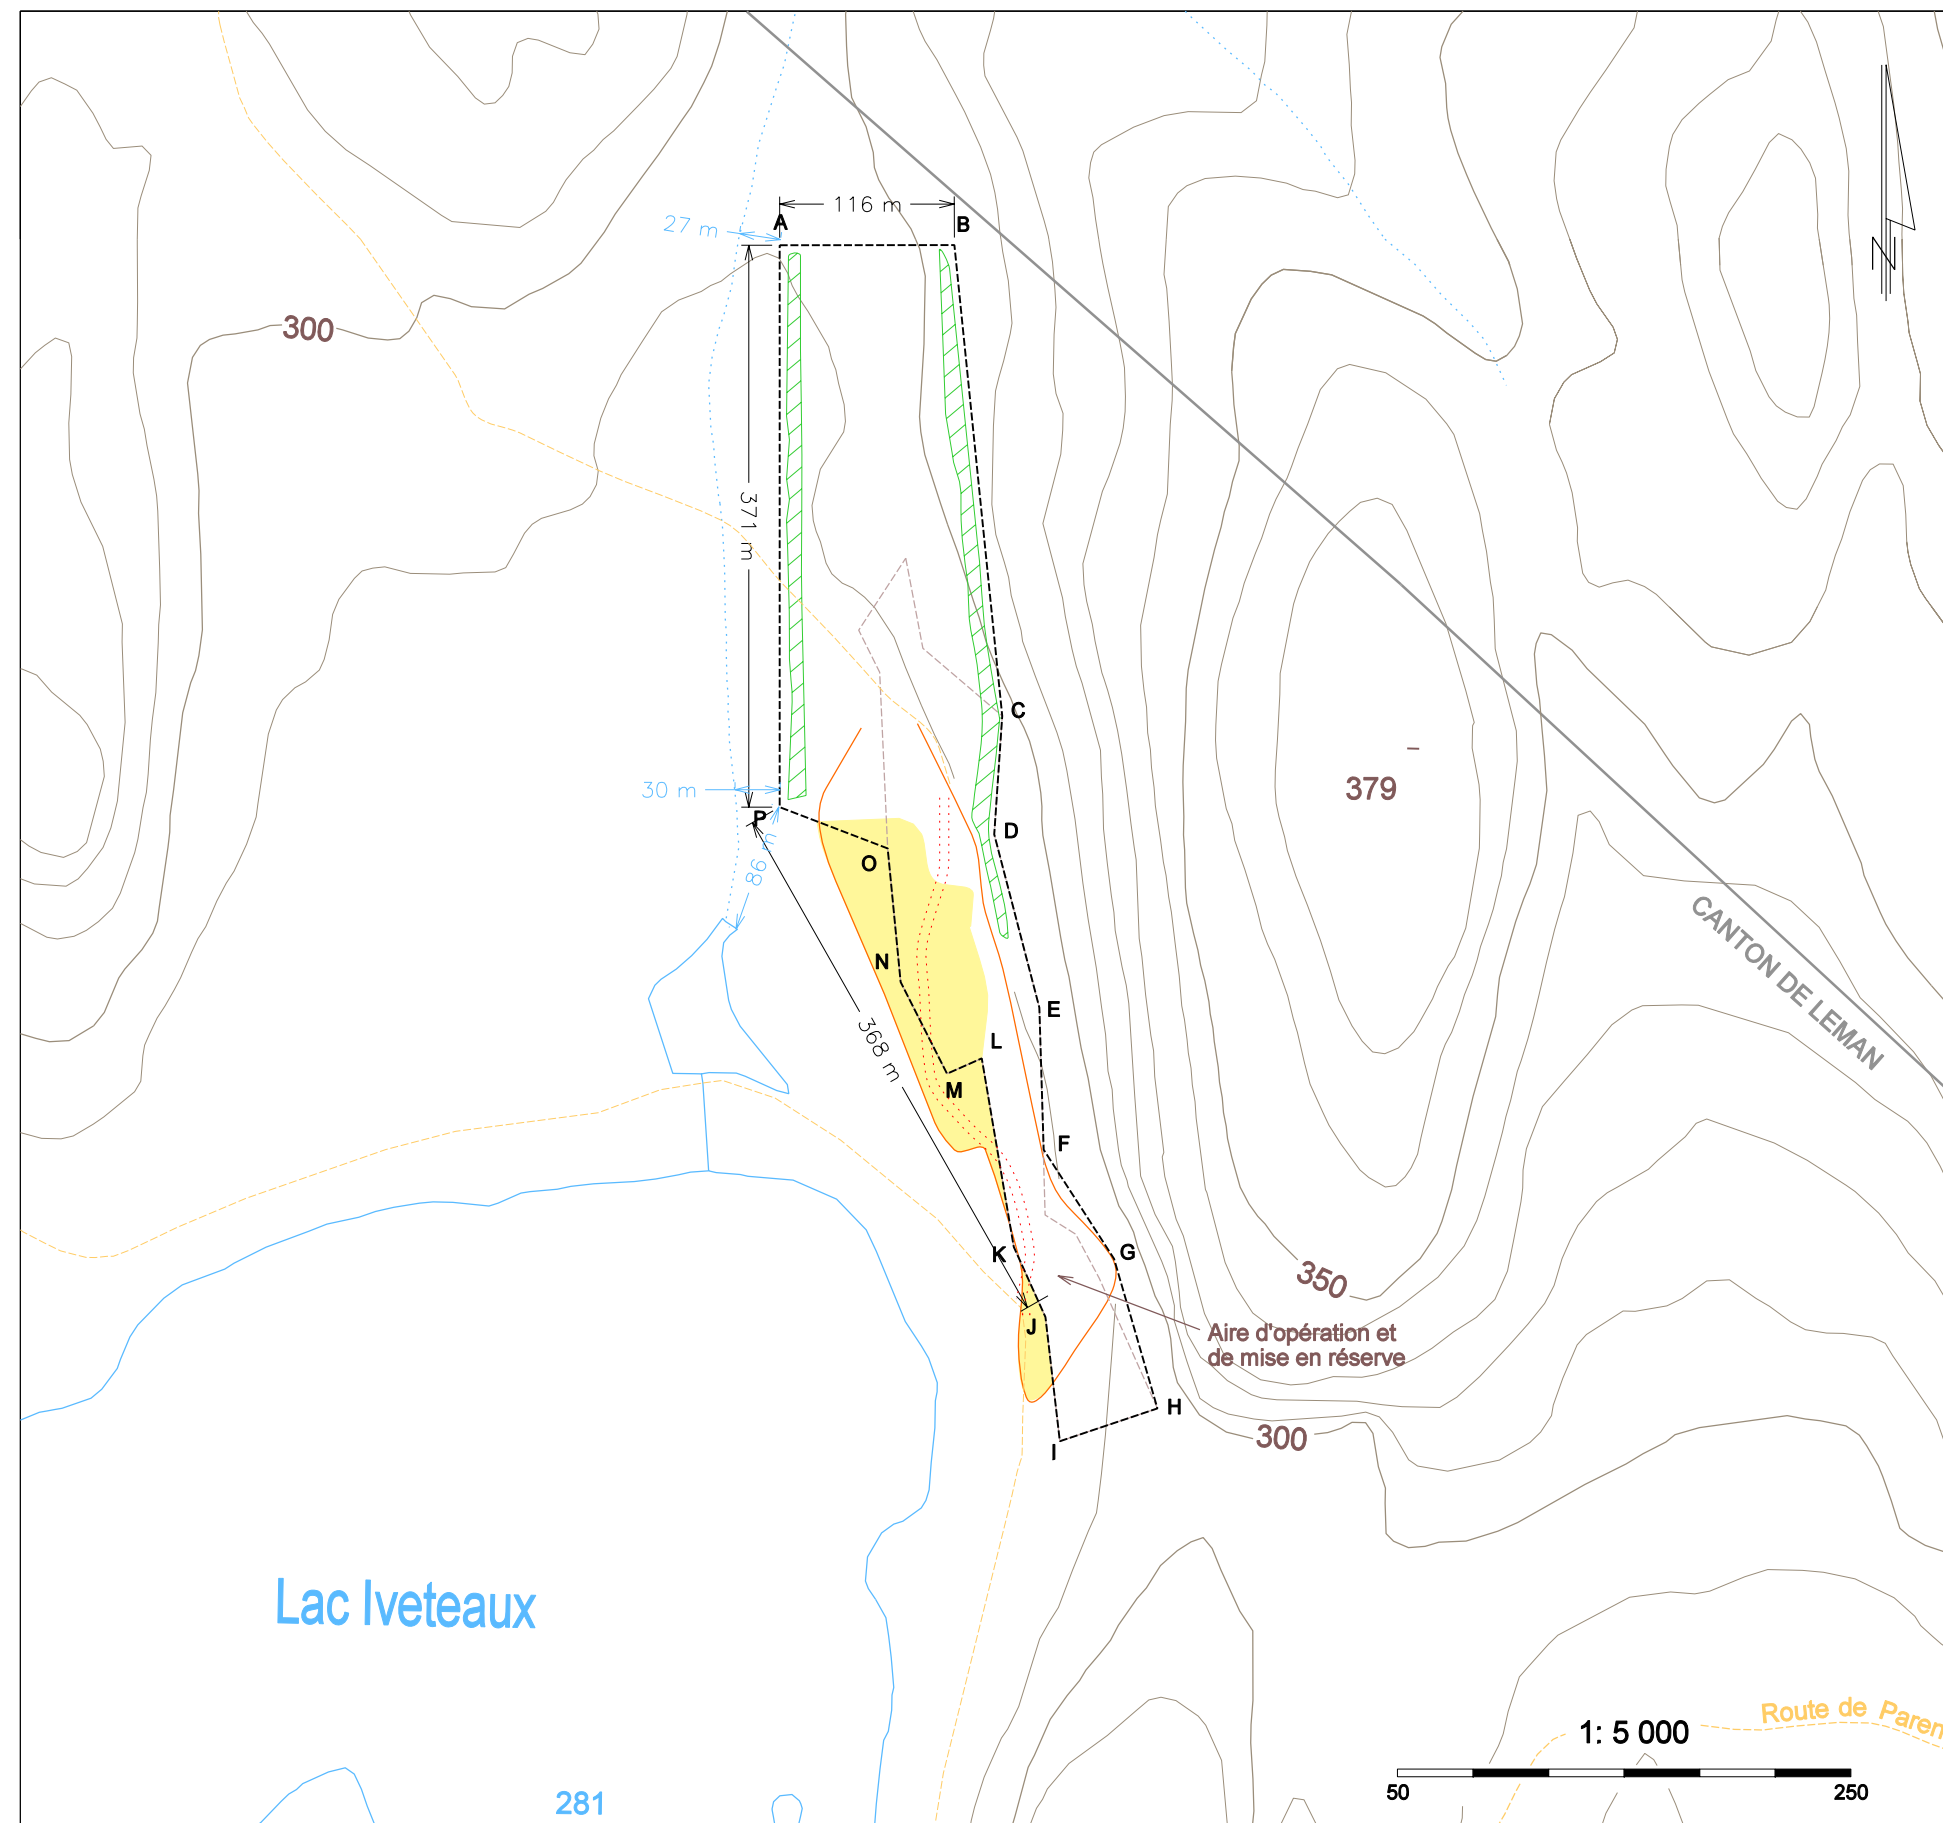 116 m
A
B
27 m
N
300
371 m
C
379
30 m
P
D
86 m
O
CANTON DE LEMAN
N
E
368 m
L
M
F
K
G
350
J
Aire d'opération et
de mise en réserve
H
300
I
Lac Iveteaux
Route de Paren
1: 5 000
50
250
281